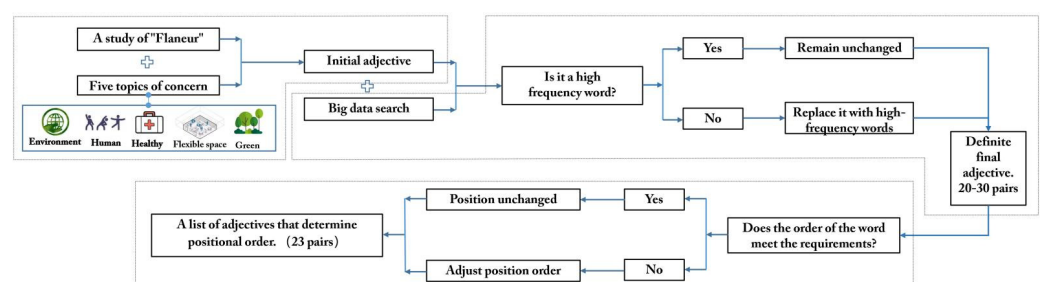 A study of "Flaneur"
Five topics of concern
Environment
Human
Healthy
Flexible space
Green
Initial adjective
Big data search
Is it a high
frequency word?
Yes
Remain unchanged
No
Replace it with high-
frequency words
Definite
final
adjective.
20-30 pairs
Does the order of the word
meet the requirements?
Yes
Position unchanged
No
Adjust position order
A list of adjectives that determine
positional order. （23 pairs）